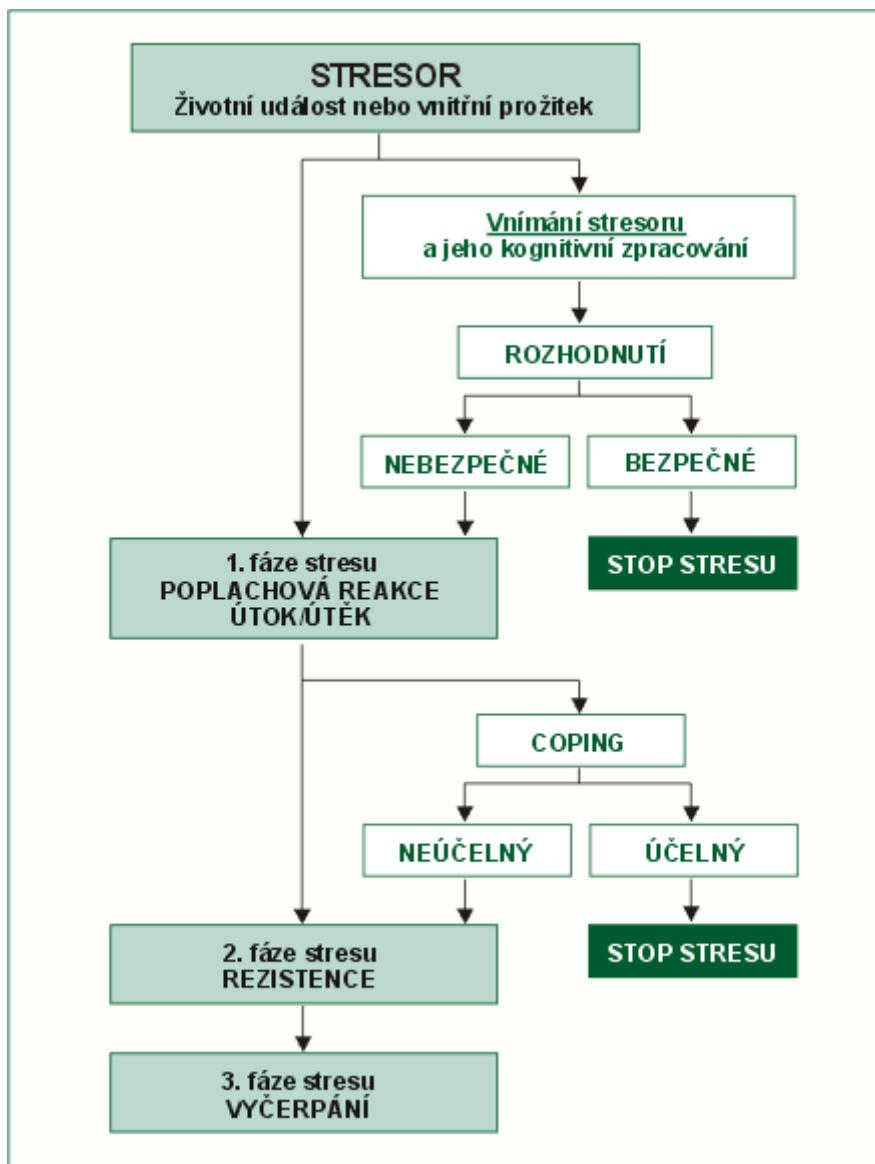 STRESOR
Životní událost nebo vnitřní prožitek
Vnímání stresoru
a jeho kognitivní zpracování
ROZHODNUTÍ
NEBEZPEČNÉ
BEZPEČNÉ
1. fáze stresu
POPLACHOVÁ REAKCE
ÚTOK/ÚTĚK
STOP STRESU
COPING
NEÚČELNÝ
ÚČELNÝ
2. fáze stresu
REZISTENCE
STOP STRESU
3. fáze stresu
VYČERPÁNÍ